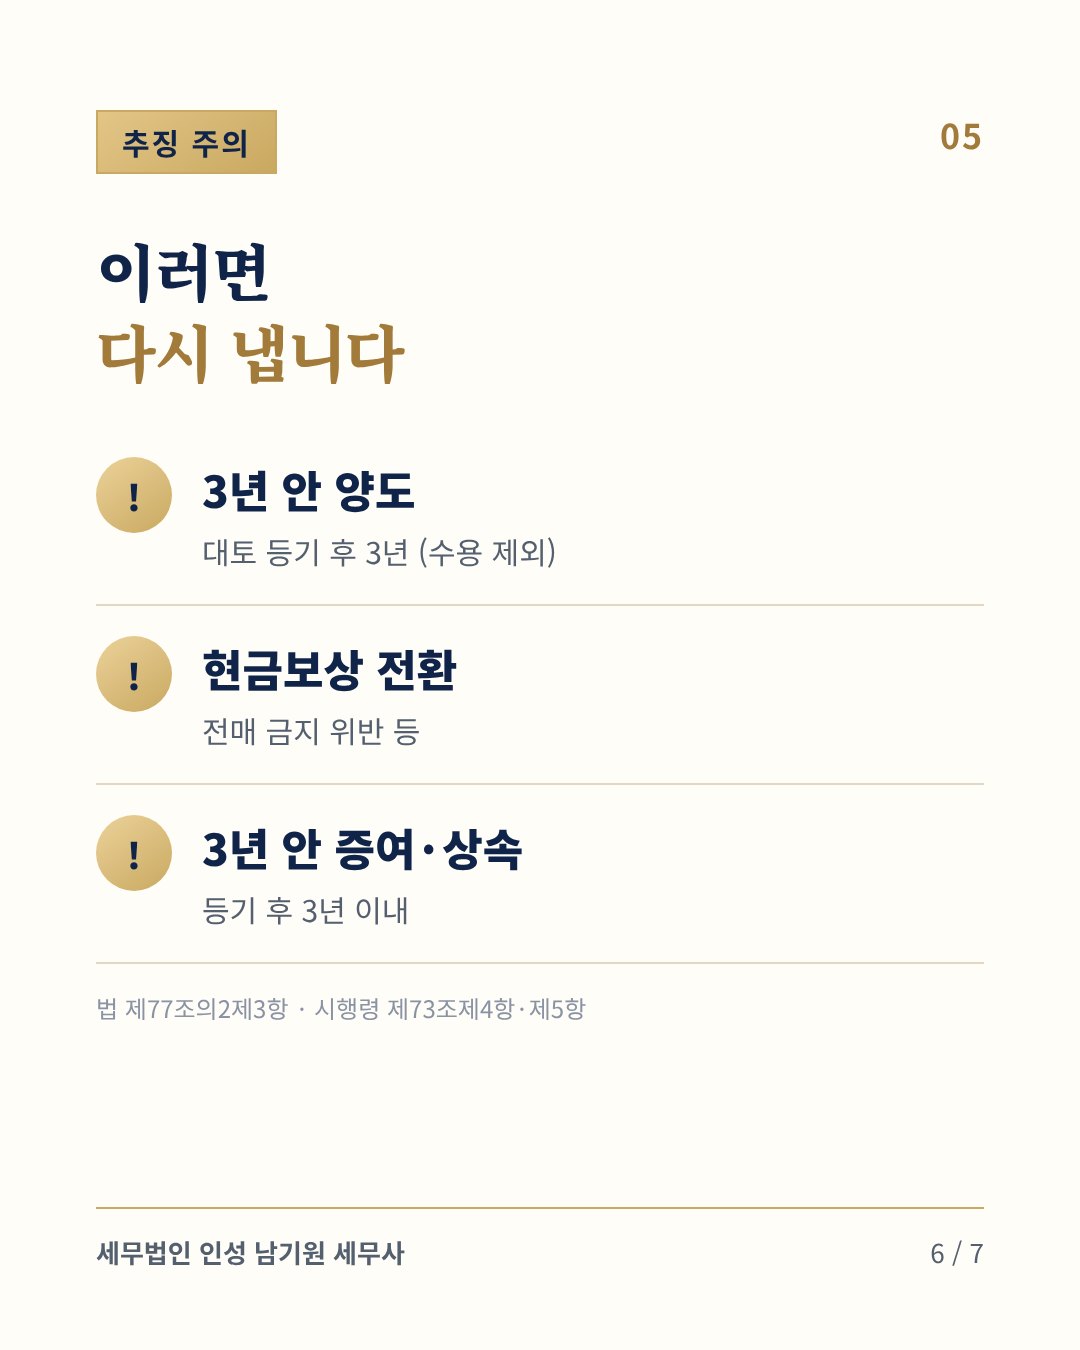 추징 주의
05
이러면
다시 냅니다
!
3년 안 양도
대토 등기 후 3년 (수용 제외)
!
현금보상 전환
전매 금지 위반 등
!
3년 안 증여·상속
등기 후 3년 이내
법 제77조의2제3항 · 시행령 제73조제4항·제5항
세무법인 인성 남기원 세무사
6 / 7